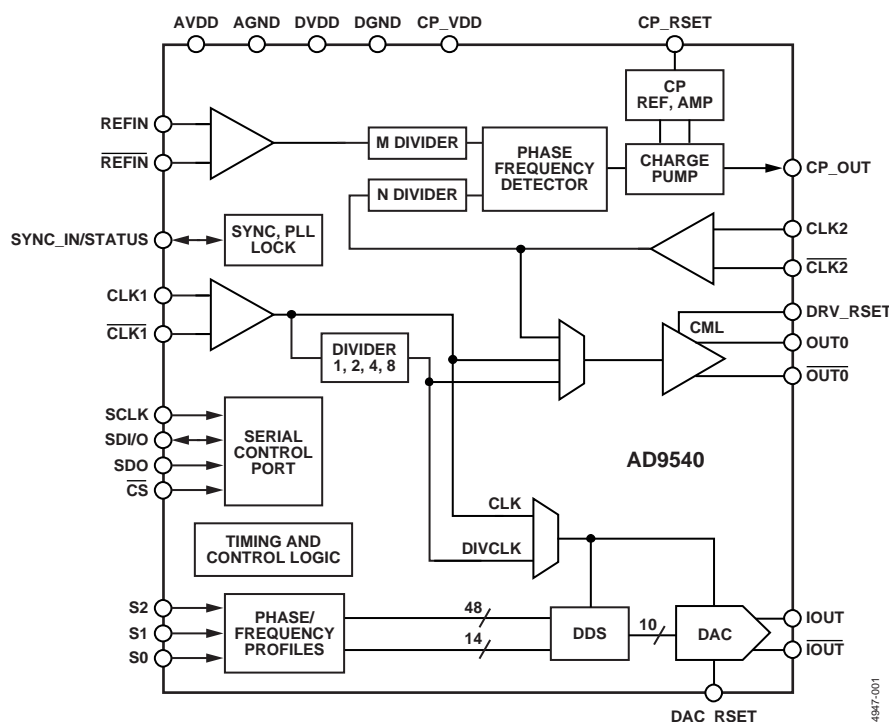 AVDD AGND DVDD DGND CP_VDD CP_RSET
CP
REF, AMP
REFIN
REFIN
M DIVIDER
N DIVIDER
PHASE
FREQUENCY
DETECTOR
CHARGE
PUMP
CP_OUT
SYNC_IN/STATUS
SYNC, PLL
LOCK
CLK2
CLK2
CLK1
CLK1
DIVIDER
1, 2, 4, 8
CML
DRV_RSET
OUT0
OUT0
SCLK
SDI/O
SDO
CS
SERIAL
CONTROL
PORT
AD9540
TIMING AND
CONTROL LOGIC
CLK
DIVCLK
S2
S1
S0
PHASE/
FREQUENCY
PROFILES
48
14
DDS
10
DAC
IOUT
IOUT
DAC_RSET
4947-001